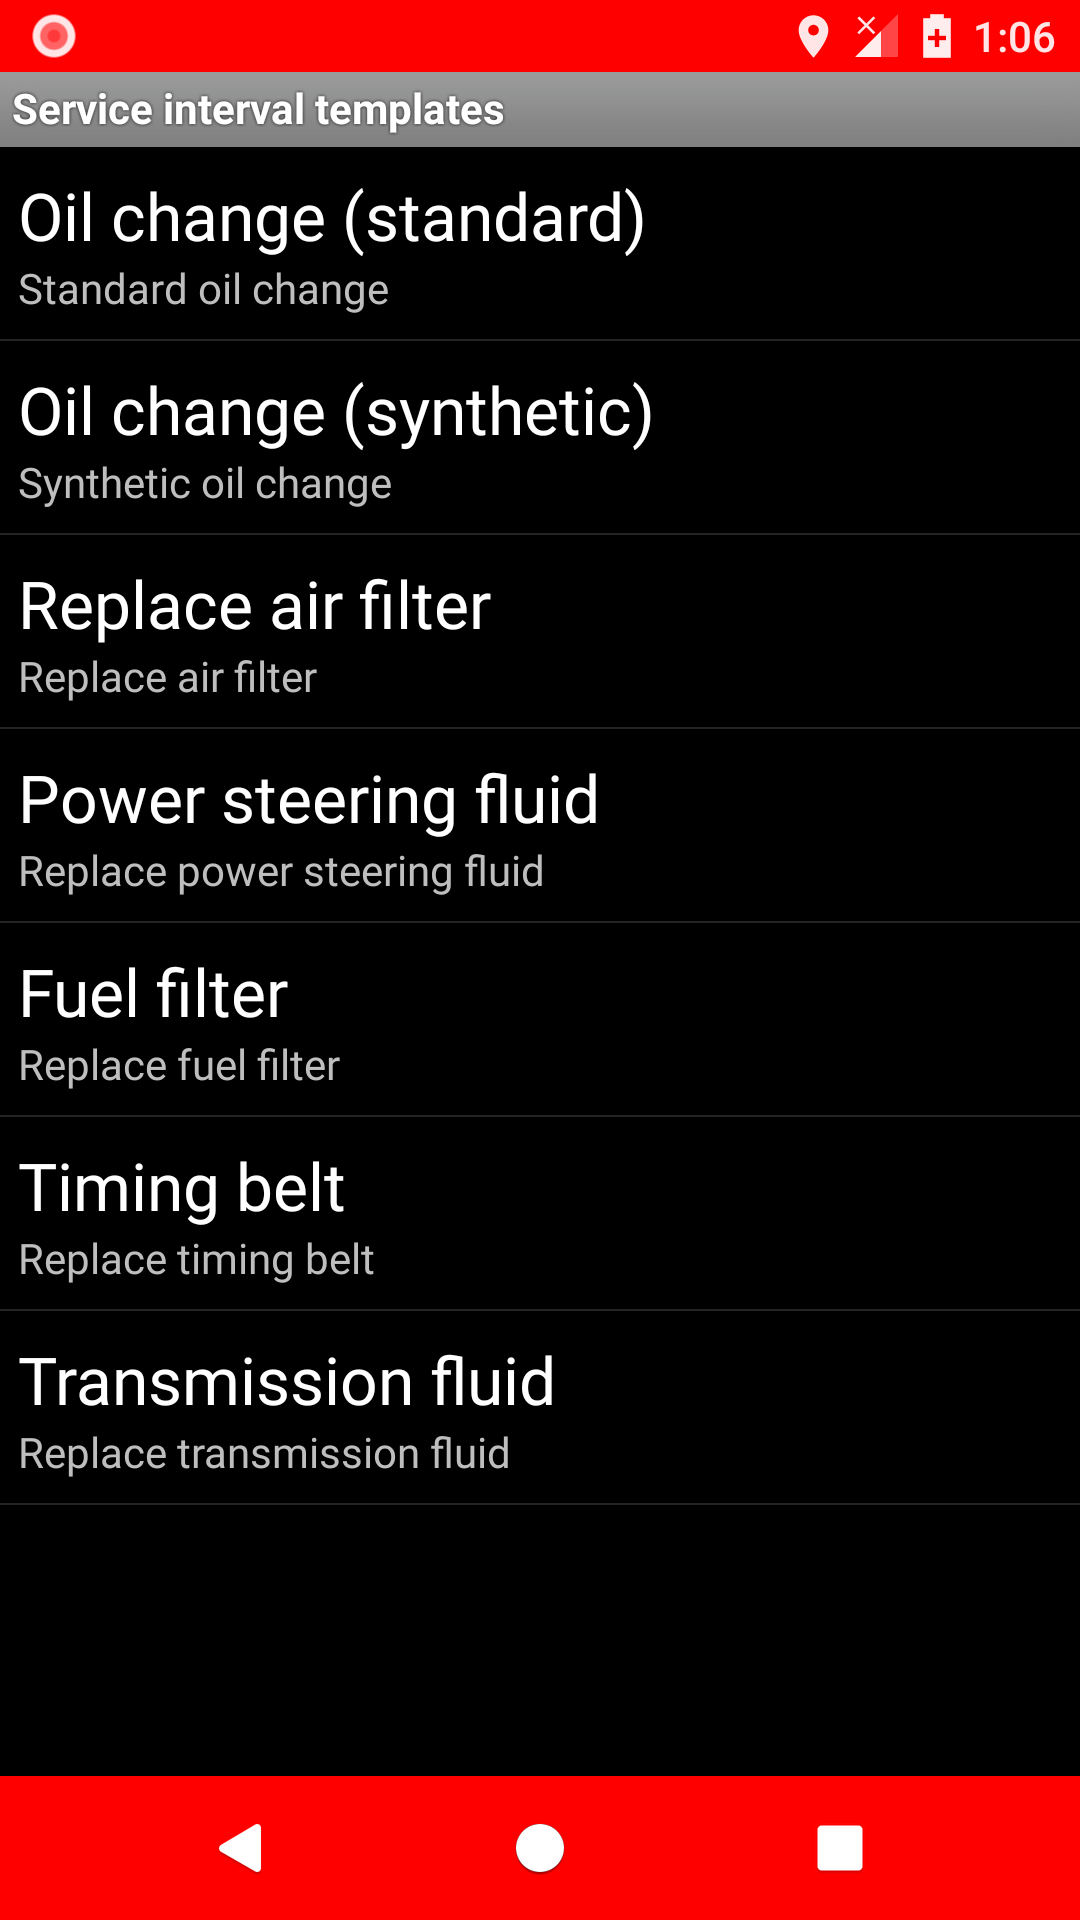 1:06
Service interval templates
Oil change (standard)
Standard oil change
Oil change (synthetic)
Synthetic oil change
Replace air filter
Replace air filter
Power steering fluid
Replace power steering fluid
Fuel filter
Replace fuel filter
Timing belt
Replace timing belt
Transmission fluid
Replace transmission fluid